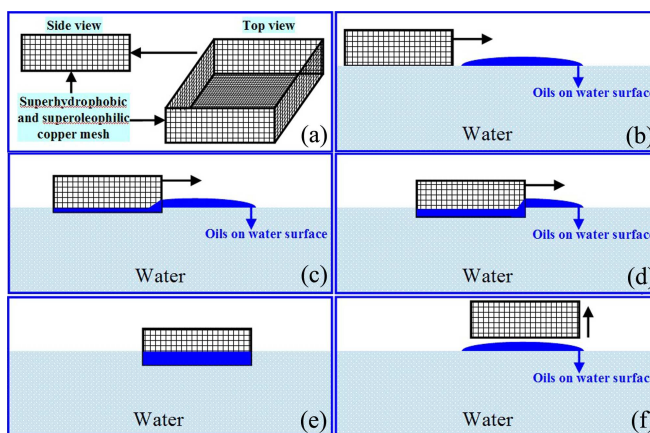 Side view
Top view
Superhydrophobic
and superoleophilic
copper mesh
(a)
Oils on water surface
Water
(b)
Oils on water surface
Water
(c)
Oils on water surface
Water
(d)
Water
(e)
Oils on water surface
Water
(f)